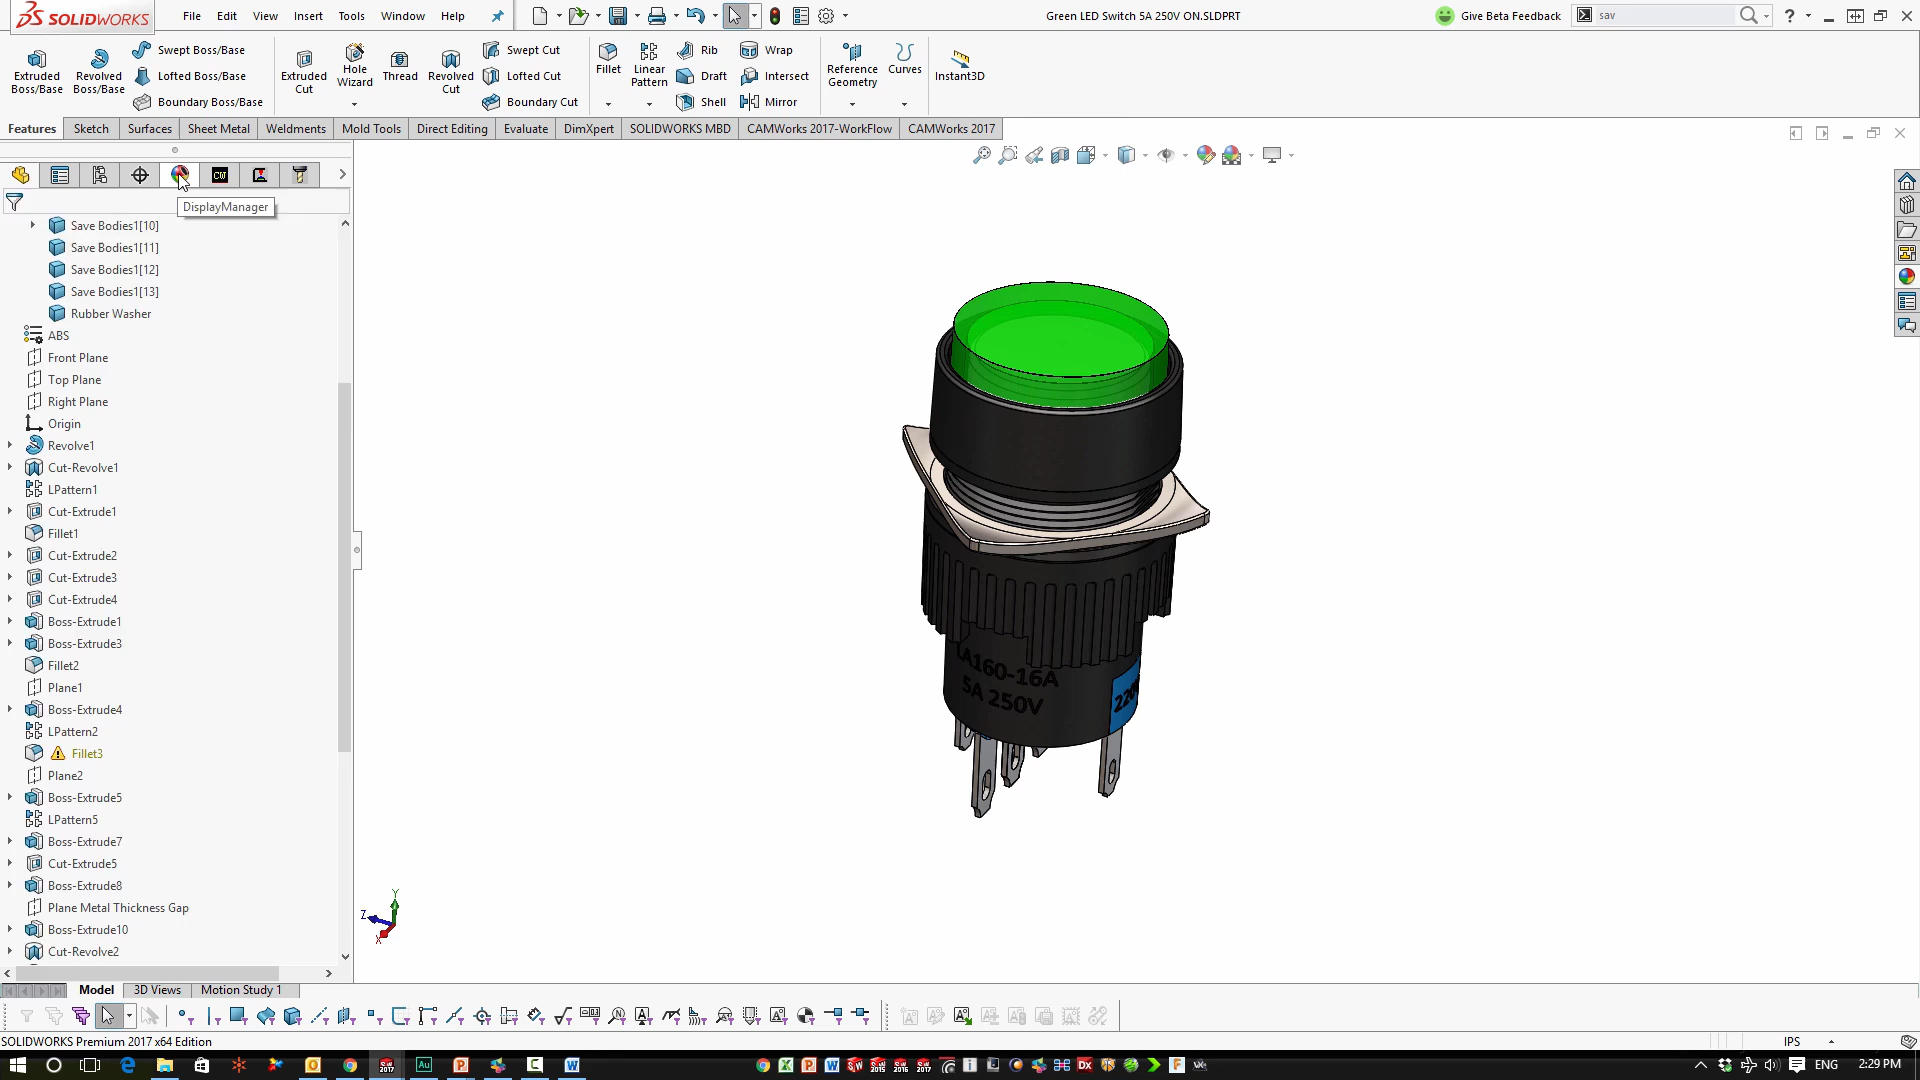 SOLIDWORKS
File Edit View Insert Tools Window Help
Green LED Switch 5A 250V ON.SLDPRT
Give Beta Feedback
sav
Extruded Boss/Base
Revolved Boss/Base
Swept Boss/Base
Lofted Boss/Base
Boundary Boss/Base
Extruded Cut
Hole Wizard
Thread
Revolved Cut
Swept Cut
Lofted Cut
Boundary Cut
Fillet
Linear Pattern
Rib
Draft
Shell
Wrap
Intersect
Mirror
Reference Geometry
Curves
Instant3D
Features Sketch Surfaces Sheet Metal Weldments Mold Tools Direct Editing Evaluate DimXpert SOLIDWORKS MBD CAMWorks 2017-WorkFlow CAMWorks 2017
CW
DisplayManager
Save Bodies1[10]
Save Bodies1[11]
Save Bodies1[12]
Save Bodies1[13]
Rubber Washer
ABS
Front Plane
Top Plane
Right Plane
Origin
Revolve1
Cut-Revolve1
LPattern1
Cut-Extrude1
Fillet1
Cut-Extrude2
Cut-Extrude3
Cut-Extrude4
Boss-Extrude1
Boss-Extrude3
Fillet2
Plane1
Boss-Extrude4
LPattern2
Fillet3
Plane2
Boss-Extrude5
LPattern5
Boss-Extrude7
Cut-Extrude5
Boss-Extrude8
Plane Metal Thickness Gap
Boss-Extrude10
Cut-Revolve2
A160-16A
5A 250V
Y
Z
X
Model 3D Views Motion Study 1
SOLIDWORKS Premium 2017 x64 Edition
IPS
ENG
2:29 PM